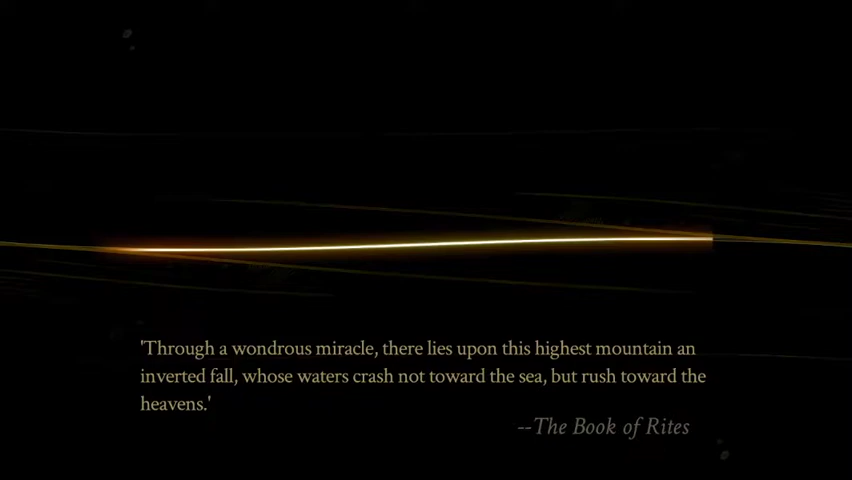 'Through a wondrous miracle, there lies upon this highest mountain an
inverted fall, whose waters crash not toward the sea, but rush toward the
heavens.'
--The Book of Rites